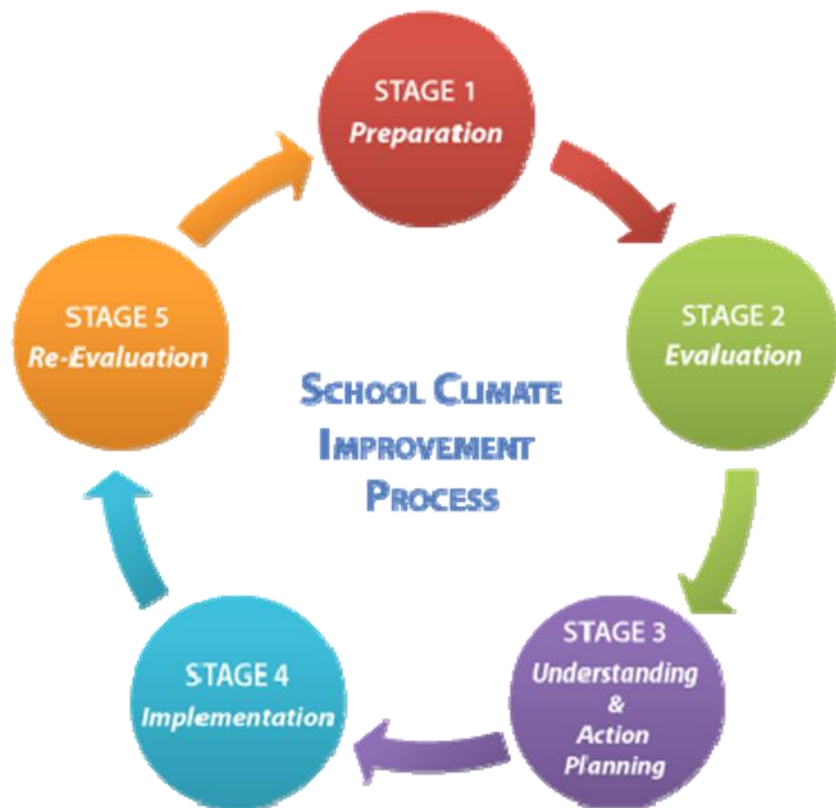 STAGE 1
Preparation
STAGE 2
Evaluation
STAGE 3
Understanding
&
Action
Planning
STAGE 4
Implementation
STAGE 5
Re-Evaluation
SCHOOL CLIMATE
IMPROVEMENT
PROCESS